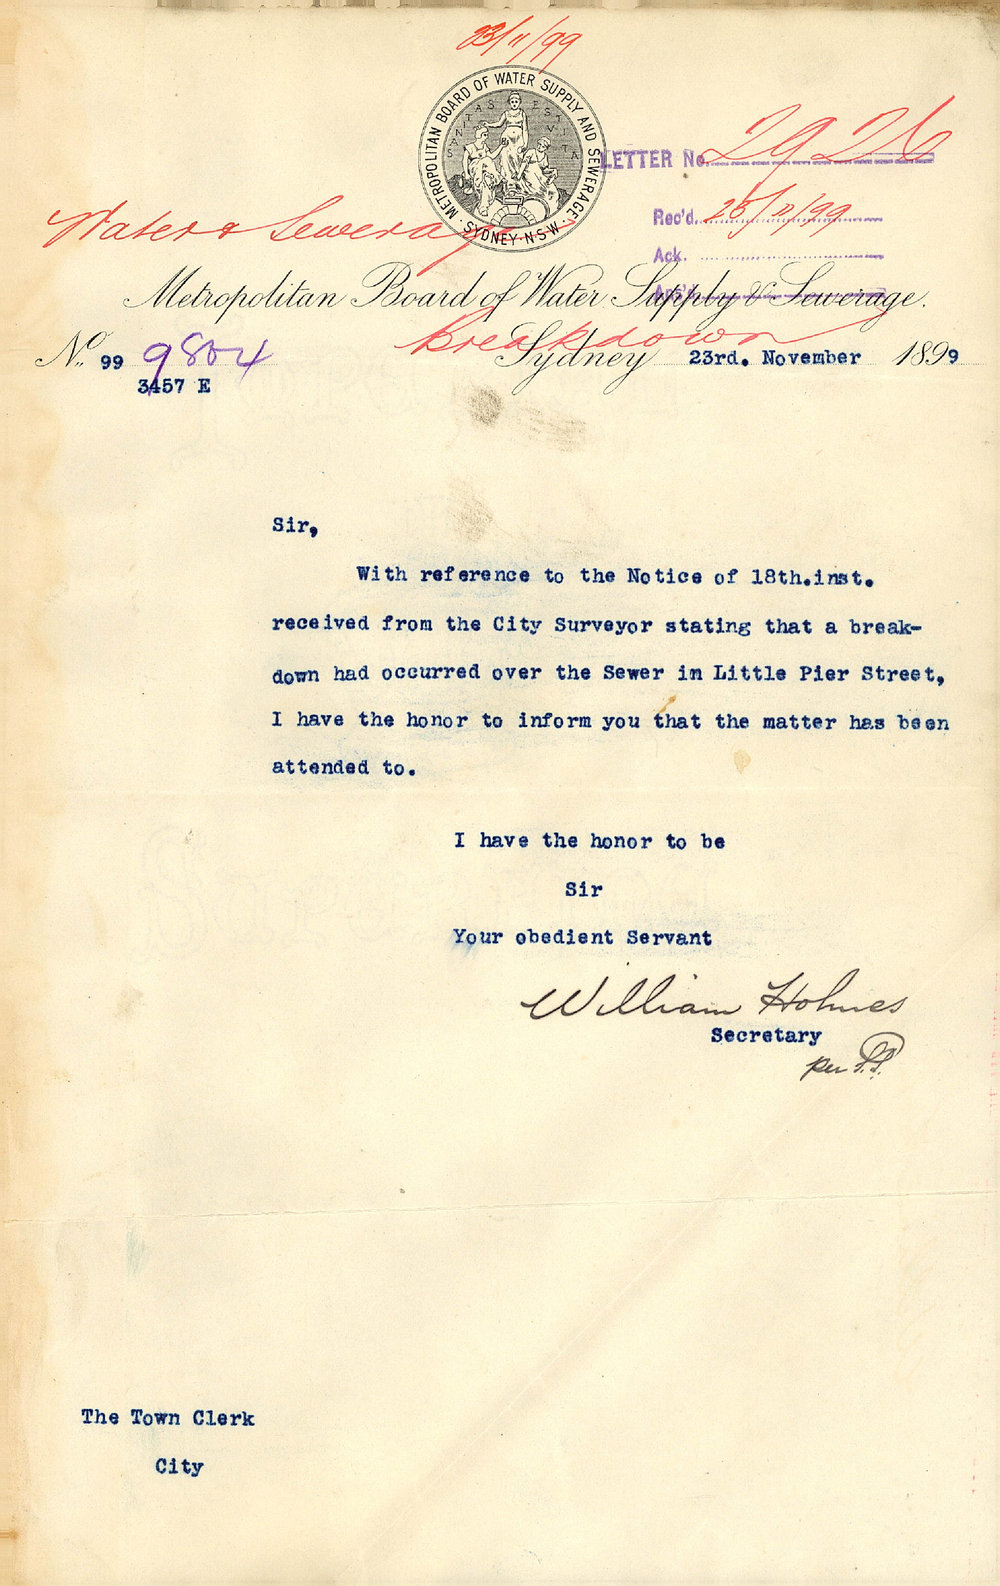 23/11/99
METROPOLITAN BOARD OF WATER SUPPLY AND SEWERAGE.
SANITAS EST VITA
SYDNEY·N·S·W·
LETTER No. 2926
Water & Sewerage
Rec'd. 25/11/99
Ack.
Ans'd.
Metropolitan Board of Water Supply & Sewerage.
Breakdown
No. 99 9804
Sydney 23rd. November 1899
3457 E
Sir,
With reference to the Notice of 18th.inst.
received from the City Surveyor stating that a break-
down had occurred over the Sewer in Little Pier Street,
I have the honor to inform you that the matter has been
attended to.
I have the honor to be
Sir
Your obedient Servant
William Holmes
Secretary
per
The Town Clerk
City